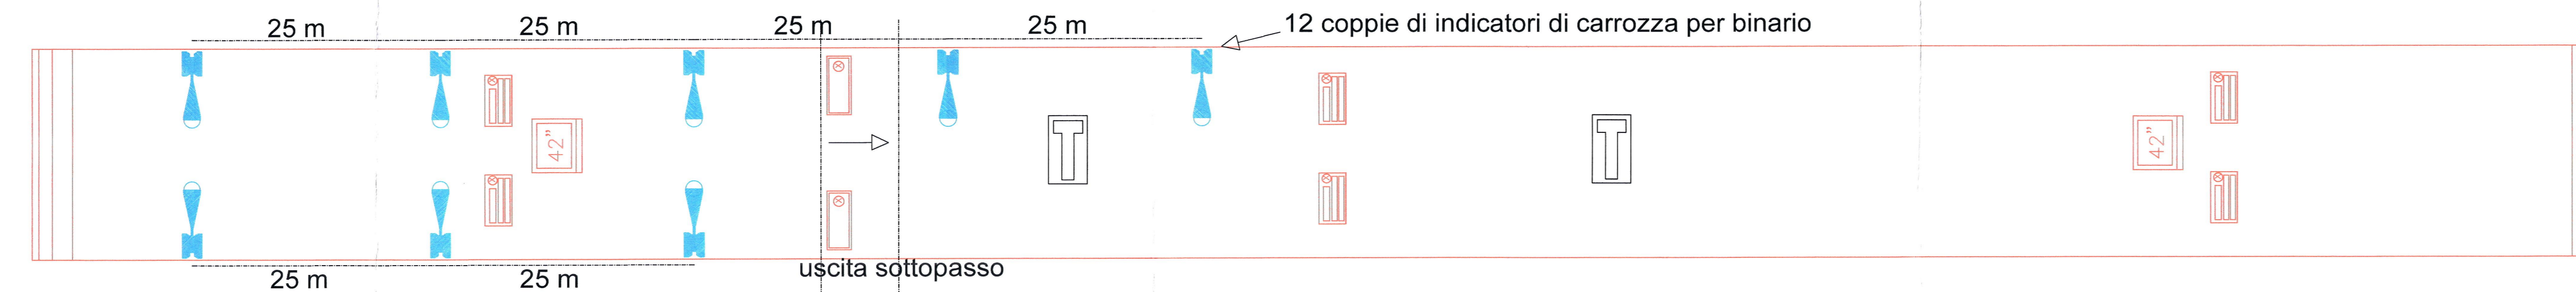 25 m
25 m
25 m
25 m
12 coppie di indicatori di carrozza per binario
42”
42”
uscita sottopasso
25 m
25 m